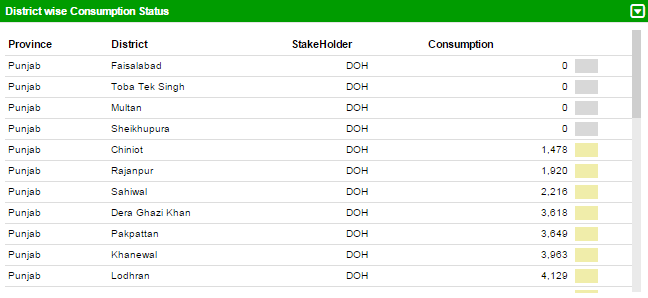 District wise Consumption Status
Province District StakeHolder Consumption
Punjab Faisalabad DOH 0
Punjab Toba Tek Singh DOH 0
Punjab Multan DOH 0
Punjab Sheikhupura DOH 0
Punjab Chiniot DOH 1,478
Punjab Rajanpur DOH 1,920
Punjab Sahiwal DOH 2,216
Punjab Dera Ghazi Khan DOH 3,618
Punjab Pakpattan DOH 3,649
Punjab Khanewal DOH 3,963
Punjab Lodhran DOH 4,129